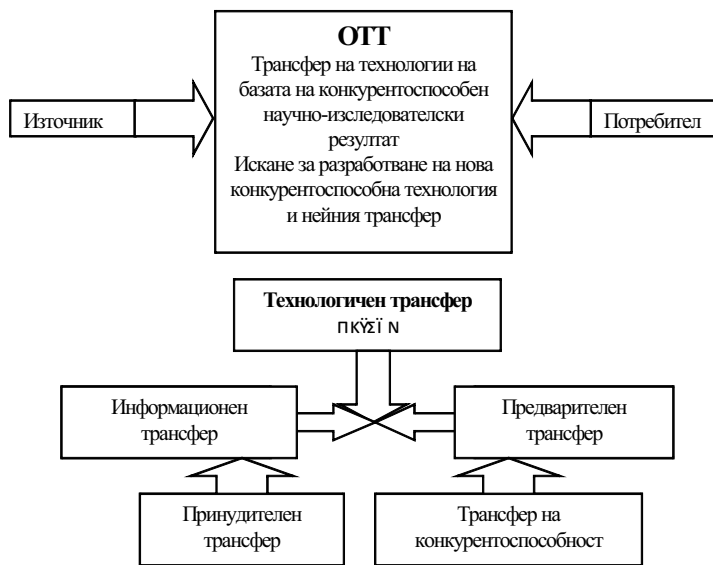 ОТТ
Трансфер на технологии на
базата на конкурентоспособен
научно-изследователски
резултат
Искане за разработване на нова
конкурентоспособна технология
и нейния трансфер
Източник
Потребител
Технологичен трансфер
ПКΫΣΪ Ν
Информационен
трансфер
Предварителен
трансфер
Принудителен
трансфер
Трансфер на
конкурентоспособност